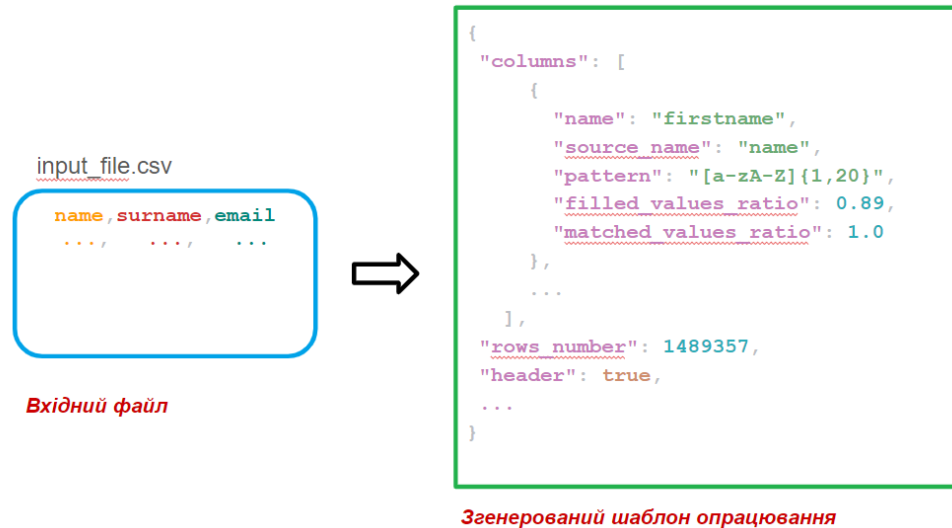 input_file.csv
name,surname,email
..., ..., ...
Вхідний файл
{
"columns": [
{
"name": "firstname",
"source_name": "name",
"pattern": "[a-zA-Z]{1,20}",
"filled_values_ratio": 0.89,
"matched_values_ratio": 1.0
},
...
],
"rows_number": 1489357,
"header": true,
...
}
Згенерований шаблон опрацювання